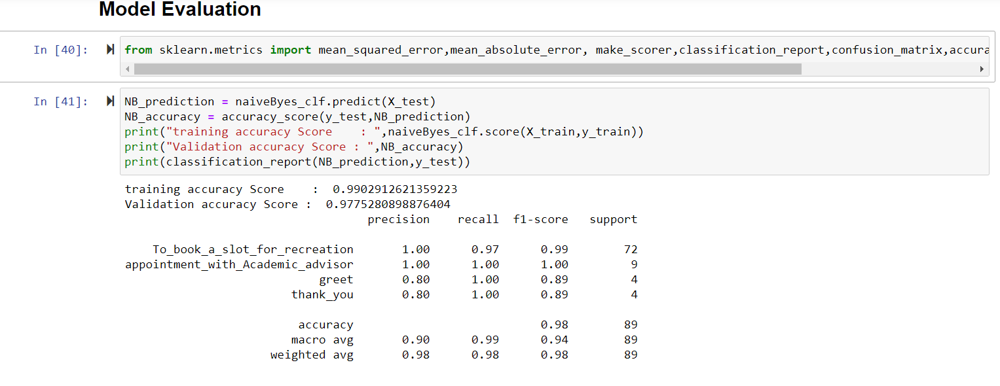 Model Evaluation
In [40]: from sklearn.metrics import mean_squared_error,mean_absolute_error, make_scorer,classification_report,confusion_matrix,accura
In [41]: NB_prediction = naiveByes_clf.predict(X_test)
NB_accuracy = accuracy_score(y_test,NB_prediction)
print("training accuracy Score    : ",naiveByes_clf.score(X_train,y_train))
print("Validation accuracy Score : ",NB_accuracy)
print(classification_report(NB_prediction,y_test))
training accuracy Score    :  0.9902912621359223
Validation accuracy Score :  0.9775280898876404
precision    recall  f1-score   support
To_book_a_slot_for_recreation       1.00      0.97      0.99        72
appointment_with_Academic_advisor       1.00      1.00      1.00         9
greet       0.80      1.00      0.89         4
thank_you       0.80      1.00      0.89         4
accuracy                           0.98        89
macro avg       0.90      0.99      0.94        89
weighted avg       0.98      0.98      0.98        89